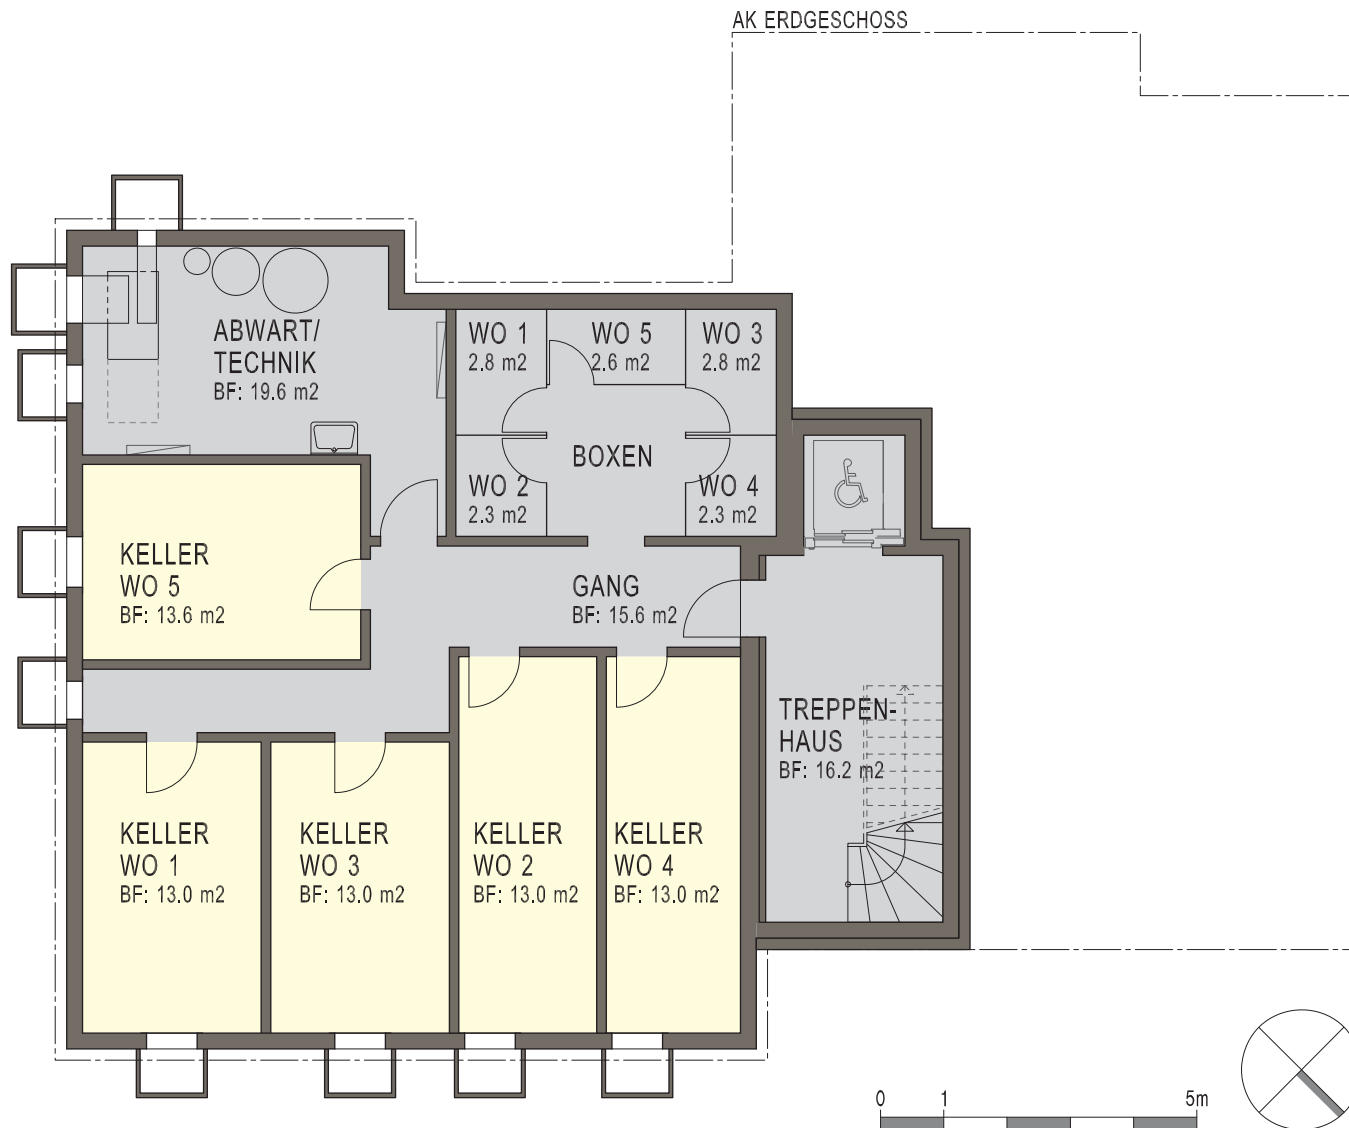 AK ERDGESCHOSS
ABWART/
TECHNIK
BF: 19.6 m2
WO 1
2.8 m2
WO 5
2.6 m2
WO 3
2.8 m2
BOXEN
WO 2
2.3 m2
WO 4
2.3 m2
KELLER
WO 5
BF: 13.6 m2
GANG
BF: 15.6 m2
TREPPEN-
HAUS
BF: 16.2 m2
KELLER
WO 1
BF: 13.0 m2
KELLER
WO 3
BF: 13.0 m2
KELLER
WO 2
BF: 13.0 m2
KELLER
WO 4
BF: 13.0 m2
0 1 5m